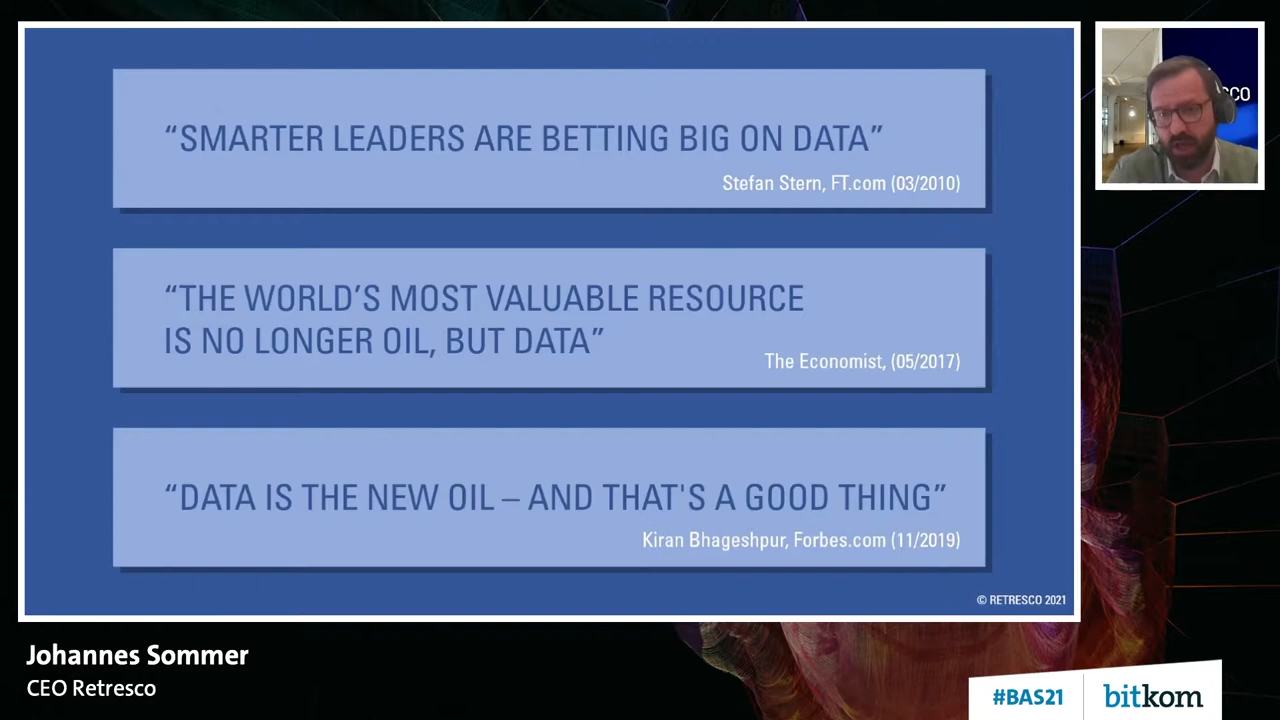 “SMARTER LEADERS ARE BETTING BIG ON DATA”
Stefan Stern, FT.com (03/2010)
“THE WORLD’S MOST VALUABLE RESOURCE
IS NO LONGER OIL, BUT DATA”
The Economist, (05/2017)
“DATA IS THE NEW OIL – AND THAT'S A GOOD THING”
Kiran Bhageshpur, Forbes.com (11/2019)
© RETRESCO 2021
SCO
Johannes Sommer
CEO Retresco
#BAS21
bitkom